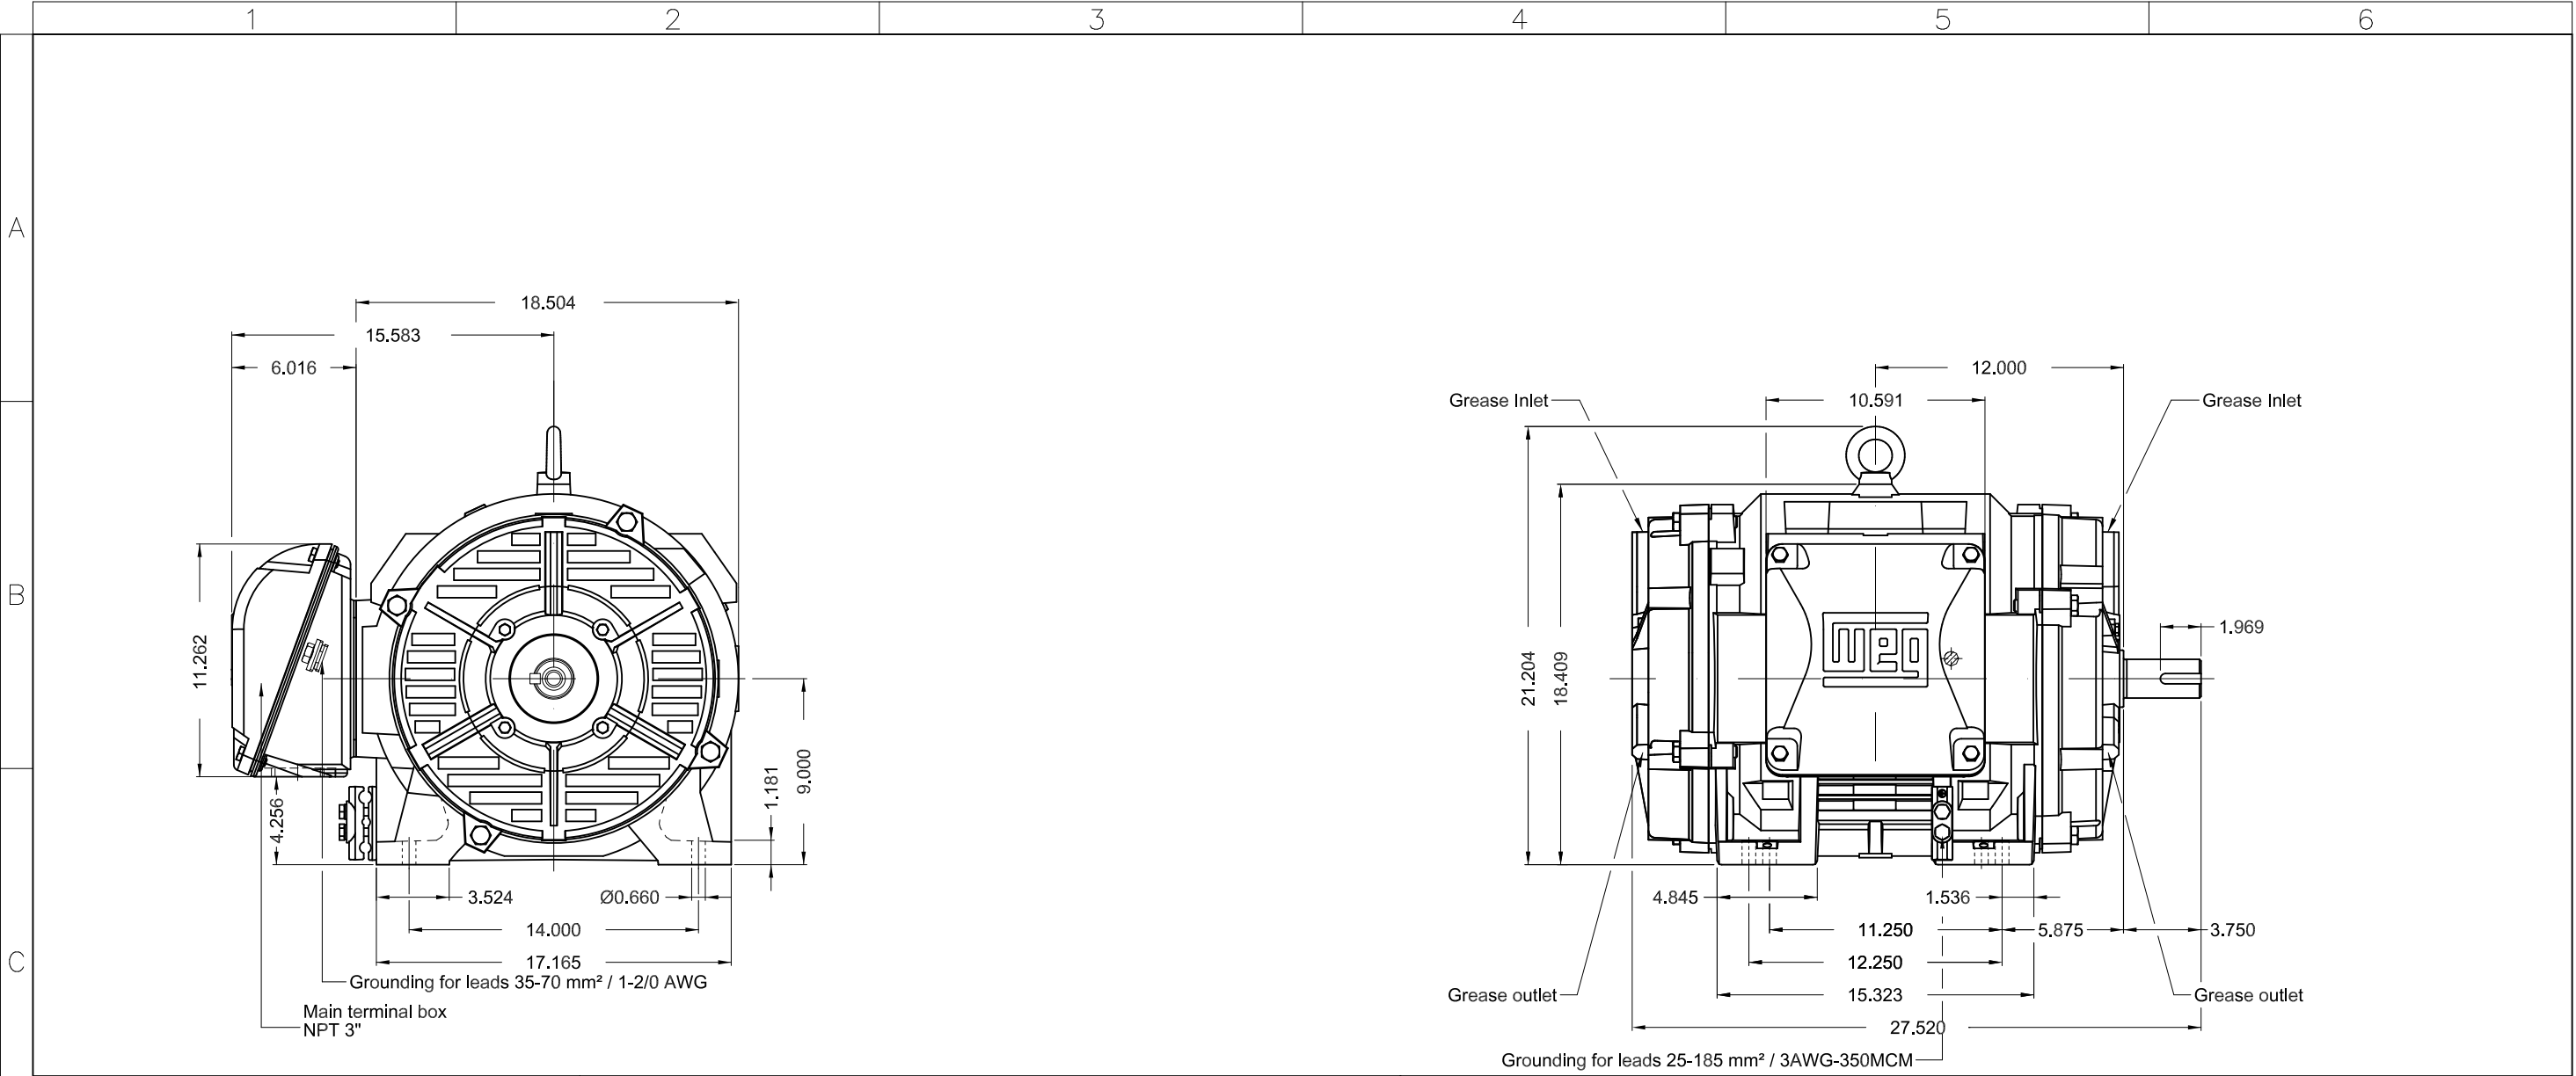 1 2 3 4 5 6
A
B
C
18.504
15.583
6.016
11.262
4.256
1.181
9.000
3.524
Ø0.660
14.000
17.165
Grounding for leads 35-70 mm² / 1-2/0 AWG
Main terminal box
NPT 3"
12.000
10.591
Grease Inlet
Grease Inlet
21.204
18.409
weg
1.969
4.845
1.536
11.250
5.875
3.750
12.250
15.323
27.520
Grease outlet
Grease outlet
Grounding for leads 25-185 mm² / 3AWG-350MCM